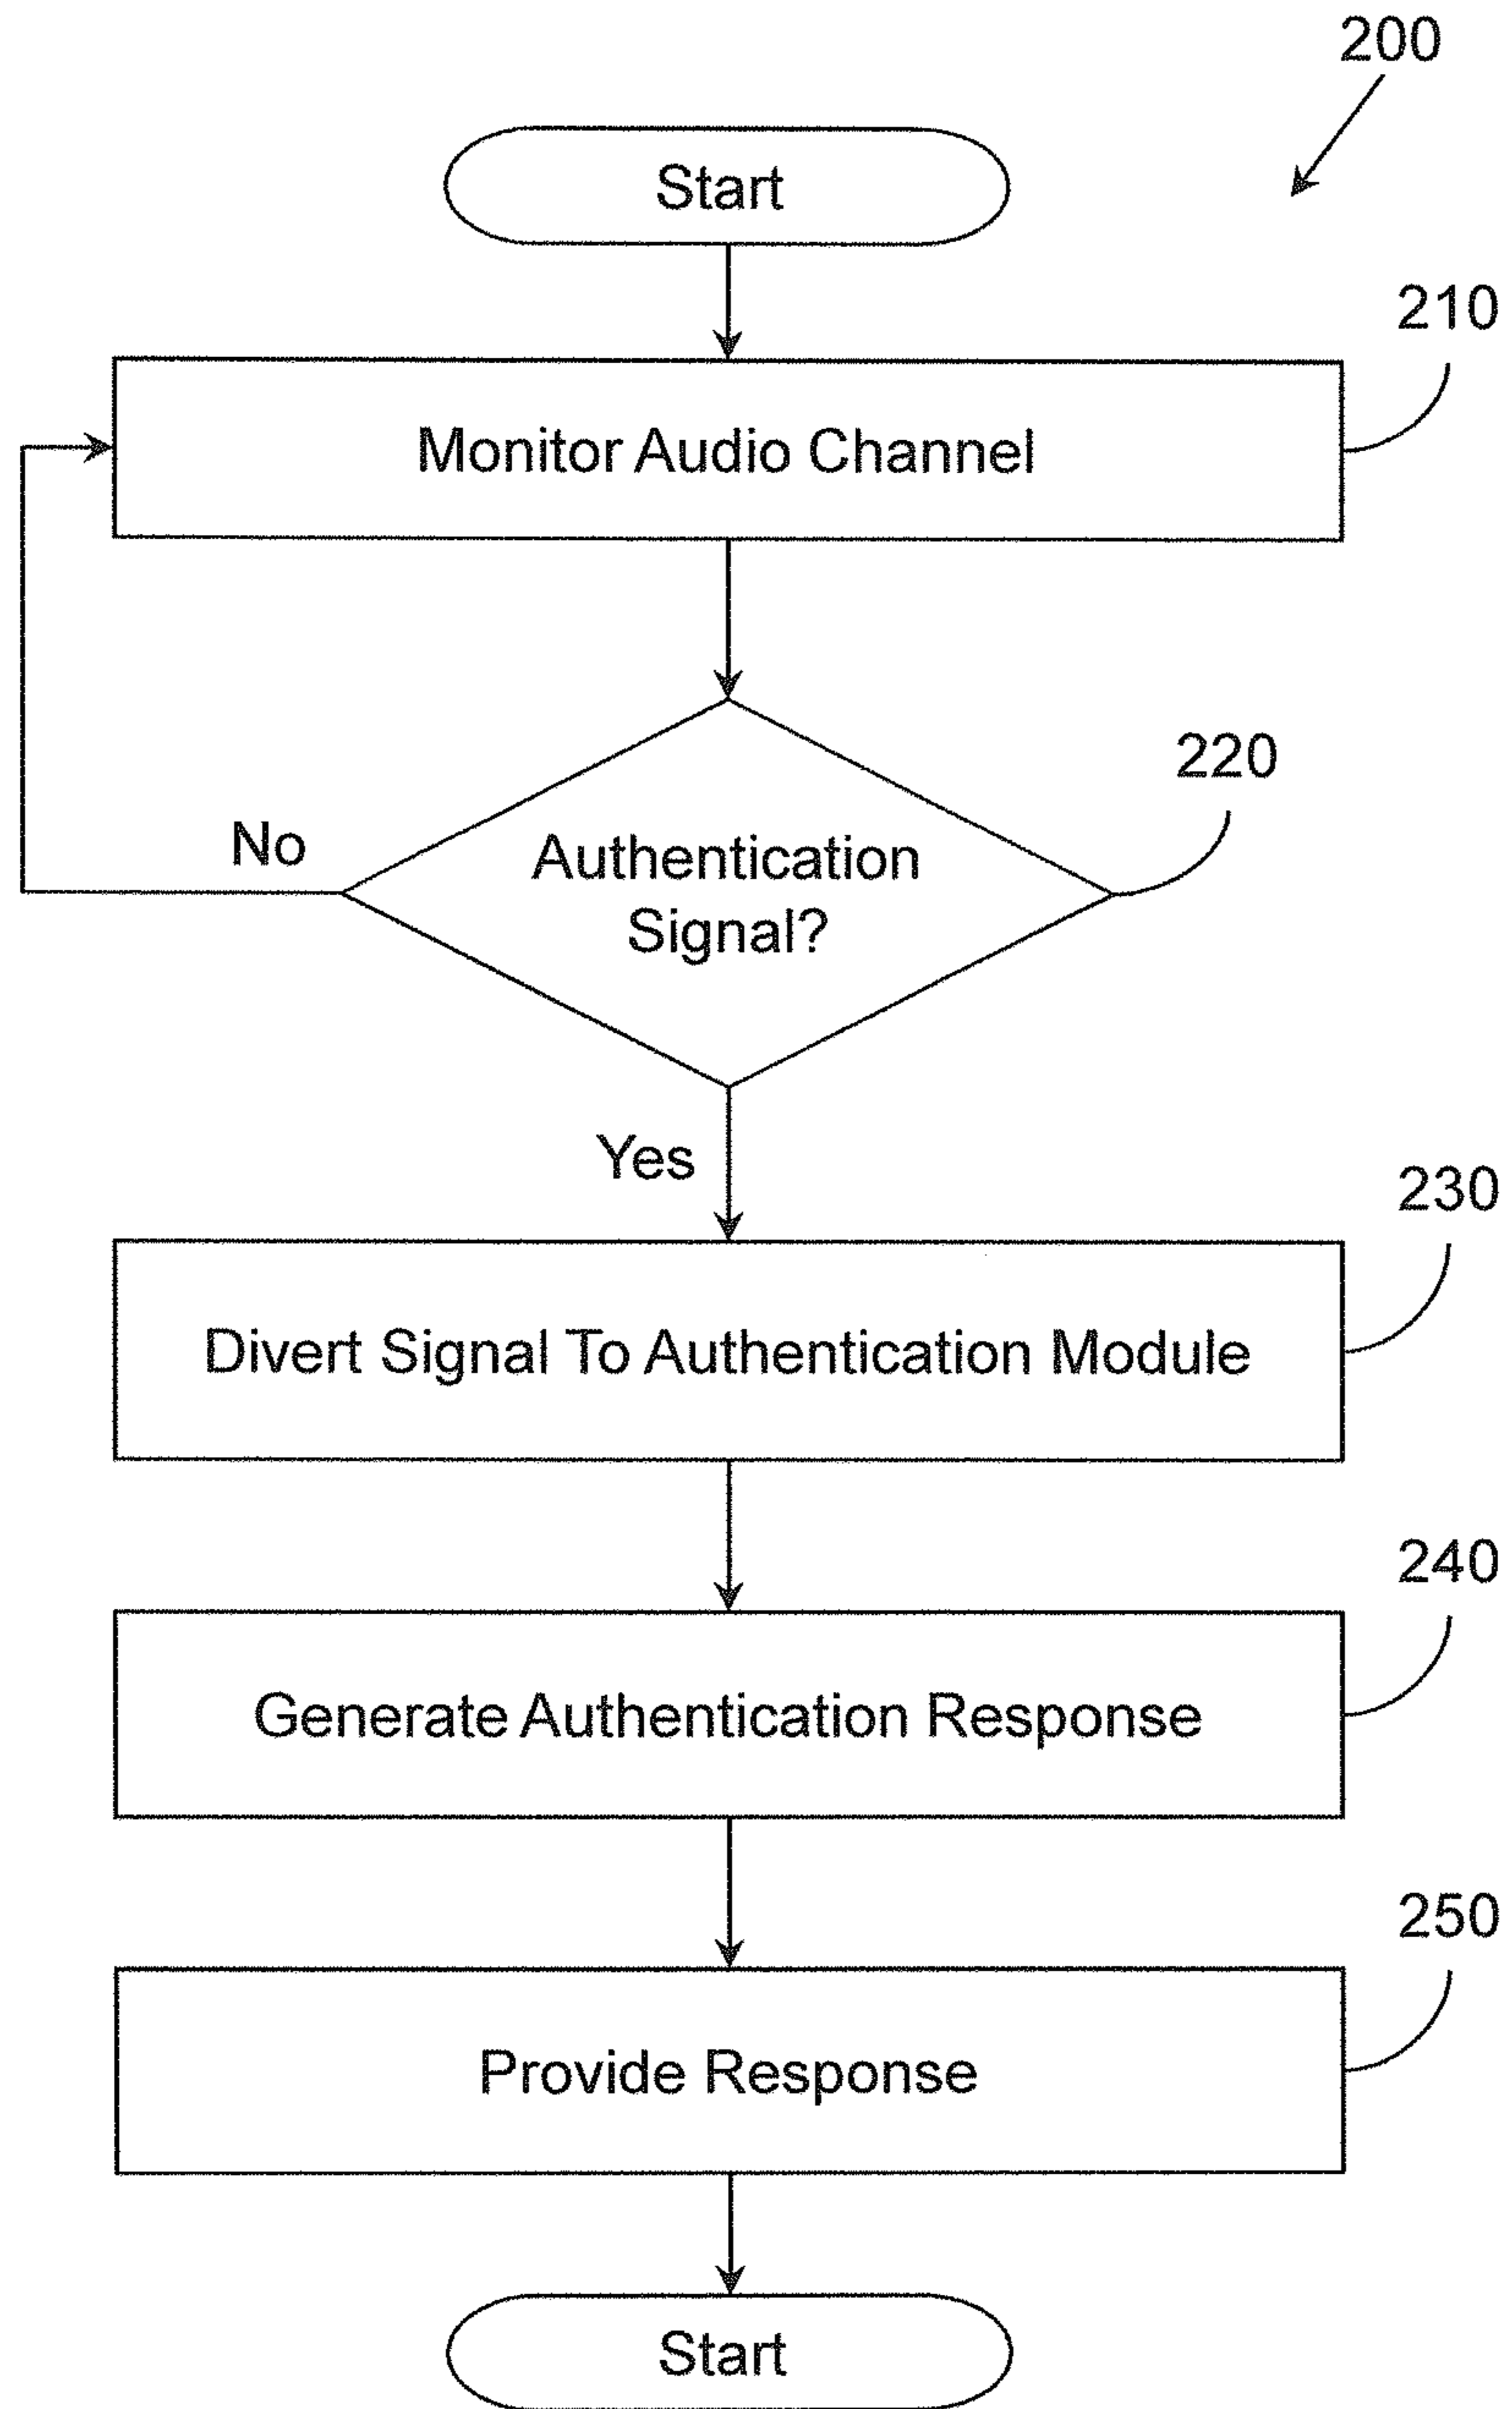 200
Start
210
Monitor Audio Channel
220
No
Authentication
Signal?
Yes
230
Divert Signal To Authentication Module
240
Generate Authentication Response
250
Provide Response
Start